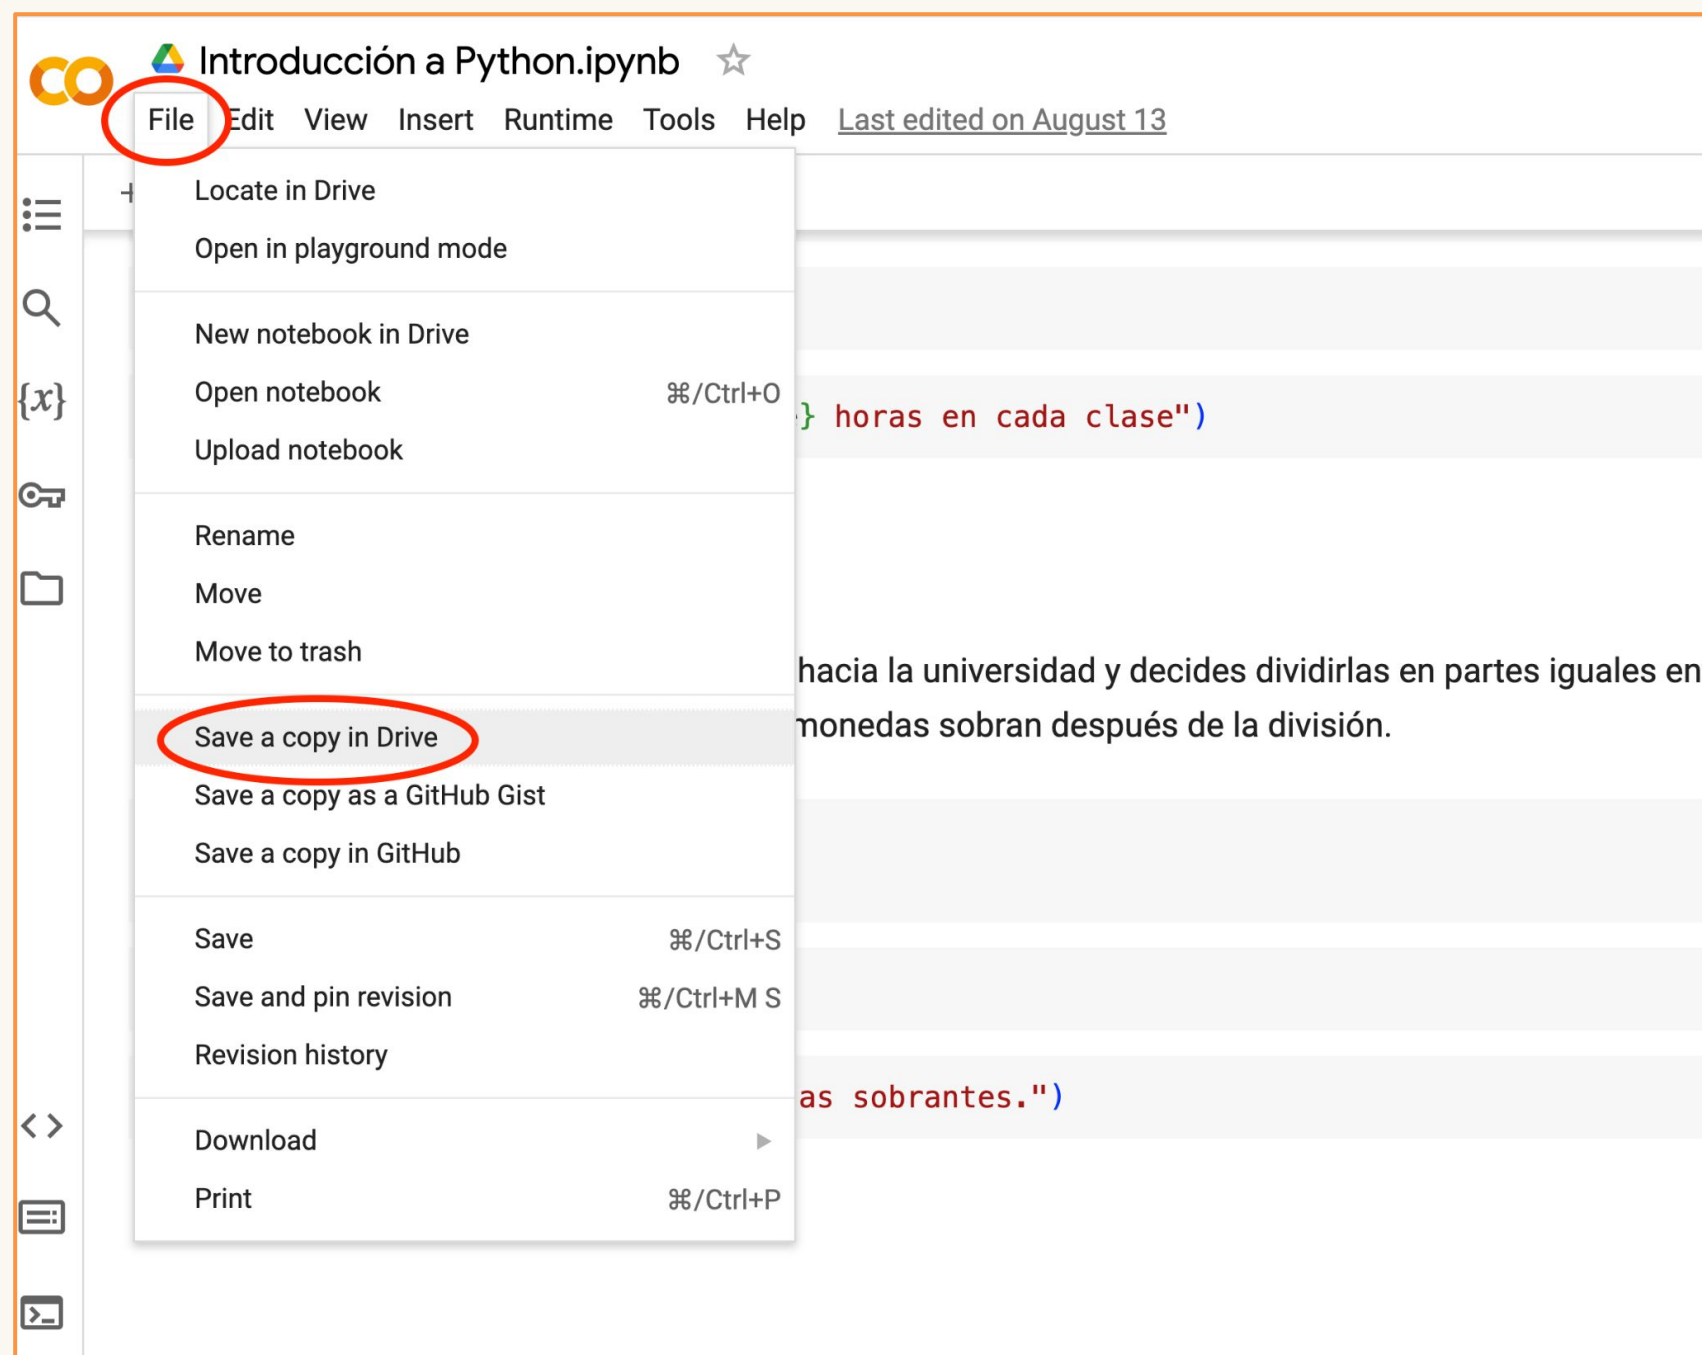 Introducción a Python.ipynb
File Edit View Insert Runtime Tools Help Last edited on August 13
Locate in Drive
Open in playground mode
New notebook in Drive
Open notebook ⌘/Ctrl+O
} horas en cada clase")
Upload notebook
Rename
Move
Move to trash
hacia la universidad y decides dividirlas en partes iguales en
monedas sobran después de la división.
Save a copy in Drive
Save a copy as a GitHub Gist
Save a copy in GitHub
Save ⌘/Ctrl+S
Save and pin revision ⌘/Ctrl+M S
Revision history
as sobrantes.")
Download
Print ⌘/Ctrl+P